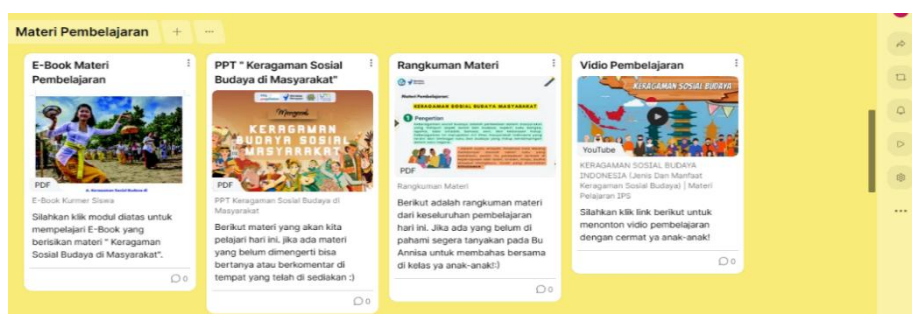 Materi Pembelajaran
E-Book Materi
Pembelajaran
PDF
E-Book Kurmer Siswa
Silahkan klik modul diatas untuk
mempelajari E-Book yang
berisikan materi " Keragaman
Sosial Budaya di Masyarakat".
0
PPT " Keragaman Sosial
Budaya di Masyarakat"
Mengenal
KERAGAMAN
BUDAYA SOSIAL
MASYARAKAT
PDF
PPT Keragaman Sosial Budaya di
Masyarakat
Berikut materi yang akan kita
pelajari hari ini. jika ada materi
yang belum dimengerti bisa
bertanya atau berkomentar di
tempat yang telah di sediakan :)
0
Rangkuman Materi
Materi Pembelajaran:
KERAGAMAN SOSIAL BUDAYA MASYARAKAT
1 Pengertian
PDF
Rangkuman Materi
Berikut adalah rangkuman materi
dari keseluruhan pembelajaran
hari ini. Jika ada yang belum di
pahami segera tanyakan pada Bu
Annisa untuk membahas bersama
di kelas ya anak-anak!:)
0
Vidio Pembelajaran
KERAGAMAN SOSIAL BUDAYA
YouTube
KERAGAMAN SOSIAL BUDAYA
INDONESIA (Jenis Dan Manfaat
Keragaman Sosial Budaya) | Materi
Pelajaran IPS
Silahkan klik link berikut untuk
menonton vidio pembelajaran
dengan cermat ya anak-anak!
0